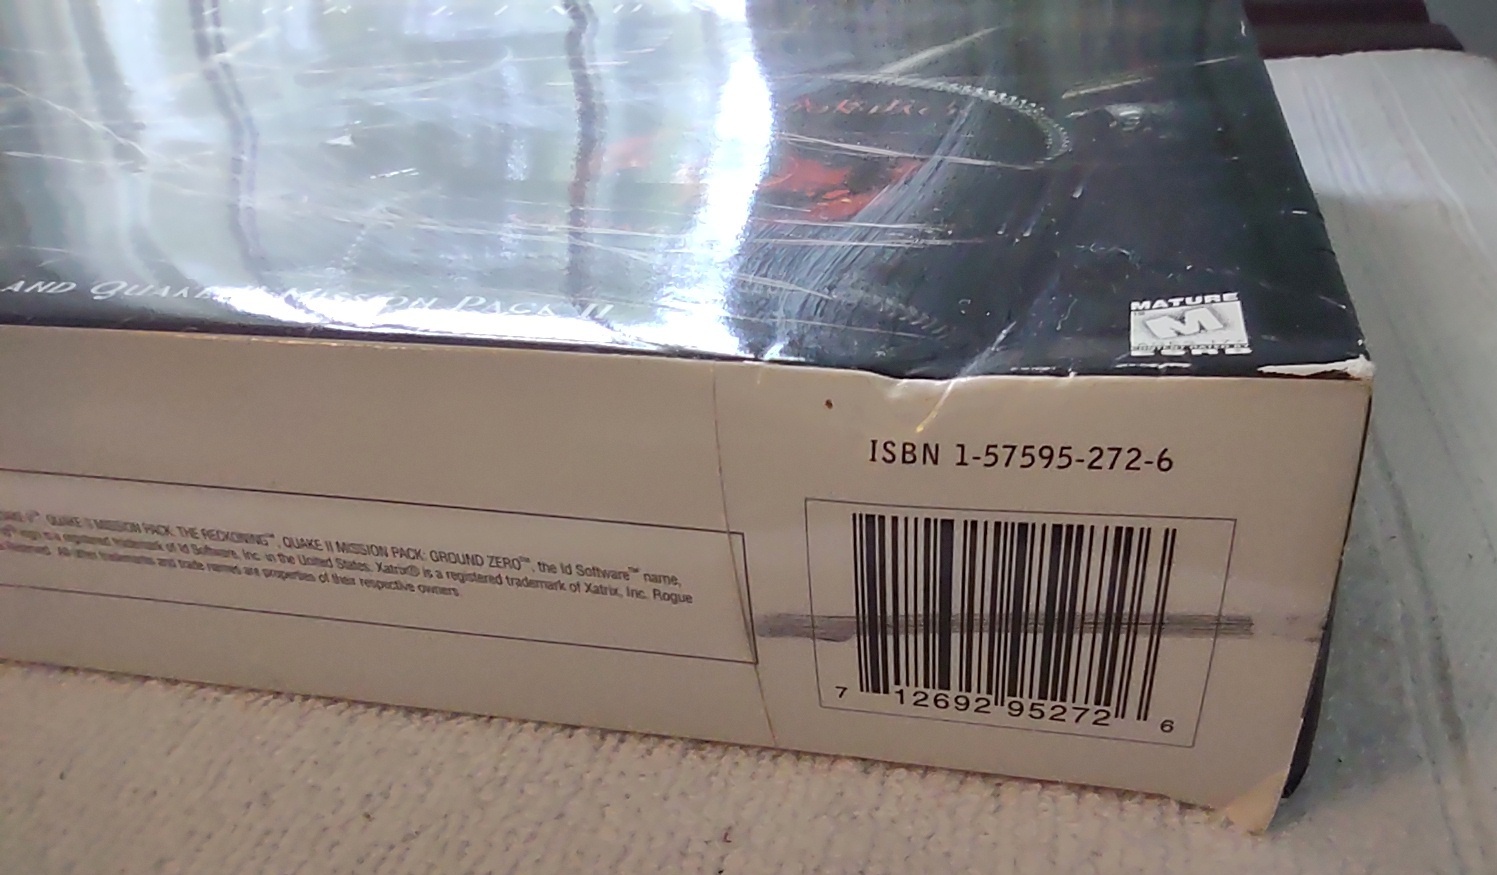 AND QUAKE II MISSION PACK II
MATURE
M
ISBN 1-57595-272-6
QUAKE II MISSION PACK: THE RECKONING™, QUAKE II MISSION PACK: GROUND ZERO™, the Id Software™ name,
is a registered trademark of Id Software, Inc. in the United States. Xatrix® is a registered trademark of Xatrix, Inc. Rogue
All other trademarks and trade names are properties of their respective owners.
7 12692 95272 6